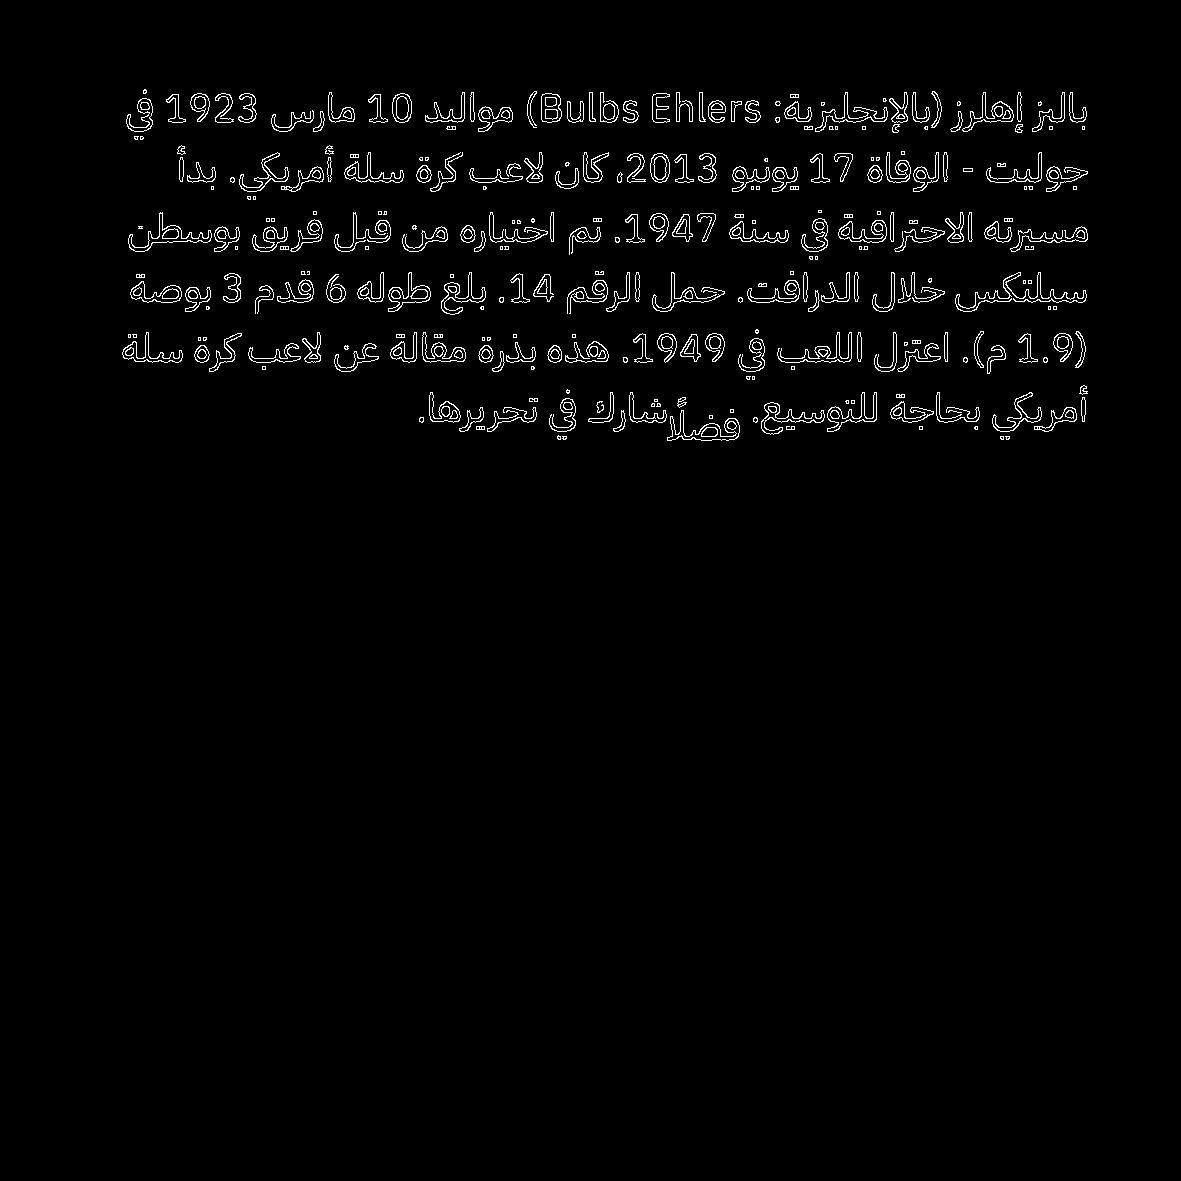 بالبز إهلرز (بالإنجليزية: Bulbs Ehlers) مواليد 10 مارس 1923 في
جوليت - الوفاة 17 يونيو 2013، كان لاعب كرة سلة أمريكي. بدأ
مسيرته الاحترافية في سنة 1947. تم اختياره من قبل فريق بوسطن
سيلتكس خلال الدرافت. حمل الرقم 14. بلغ طوله 6 قدم 3 بوصة
(1.9 م). اعتزل اللعب في 1949. هذه بذرة مقالة عن لاعب كرة سلة
أمريكي بحاجة للتوسيع. فضلًا شارك في تحريرها.